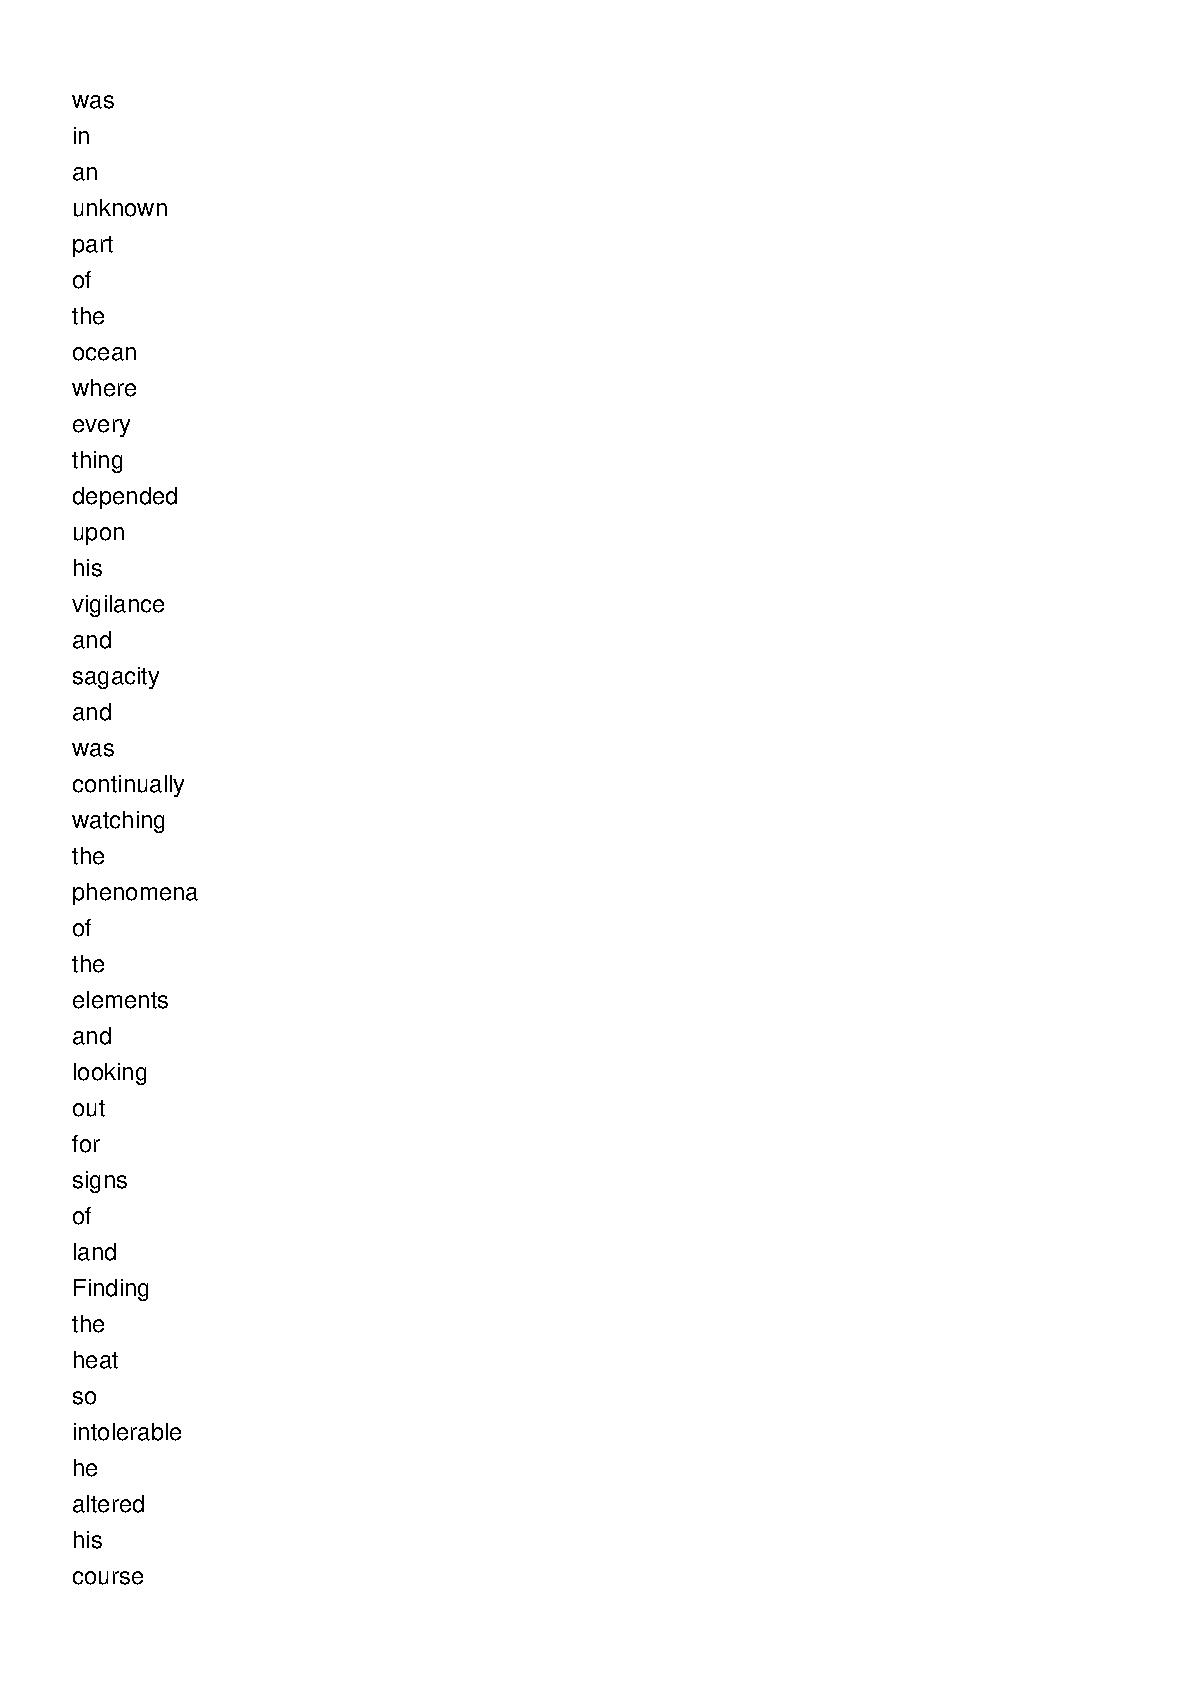 was
in
an
unknown
part
of
the
ocean
where
every
thing
depended
upon
his
vigilance
and
sagacity
and
was
continually
watching
the
phenomena
of
the
elements
and
looking
out
for
signs
of
land
Finding
the
heat
so
intolerable
he
altered
his
course